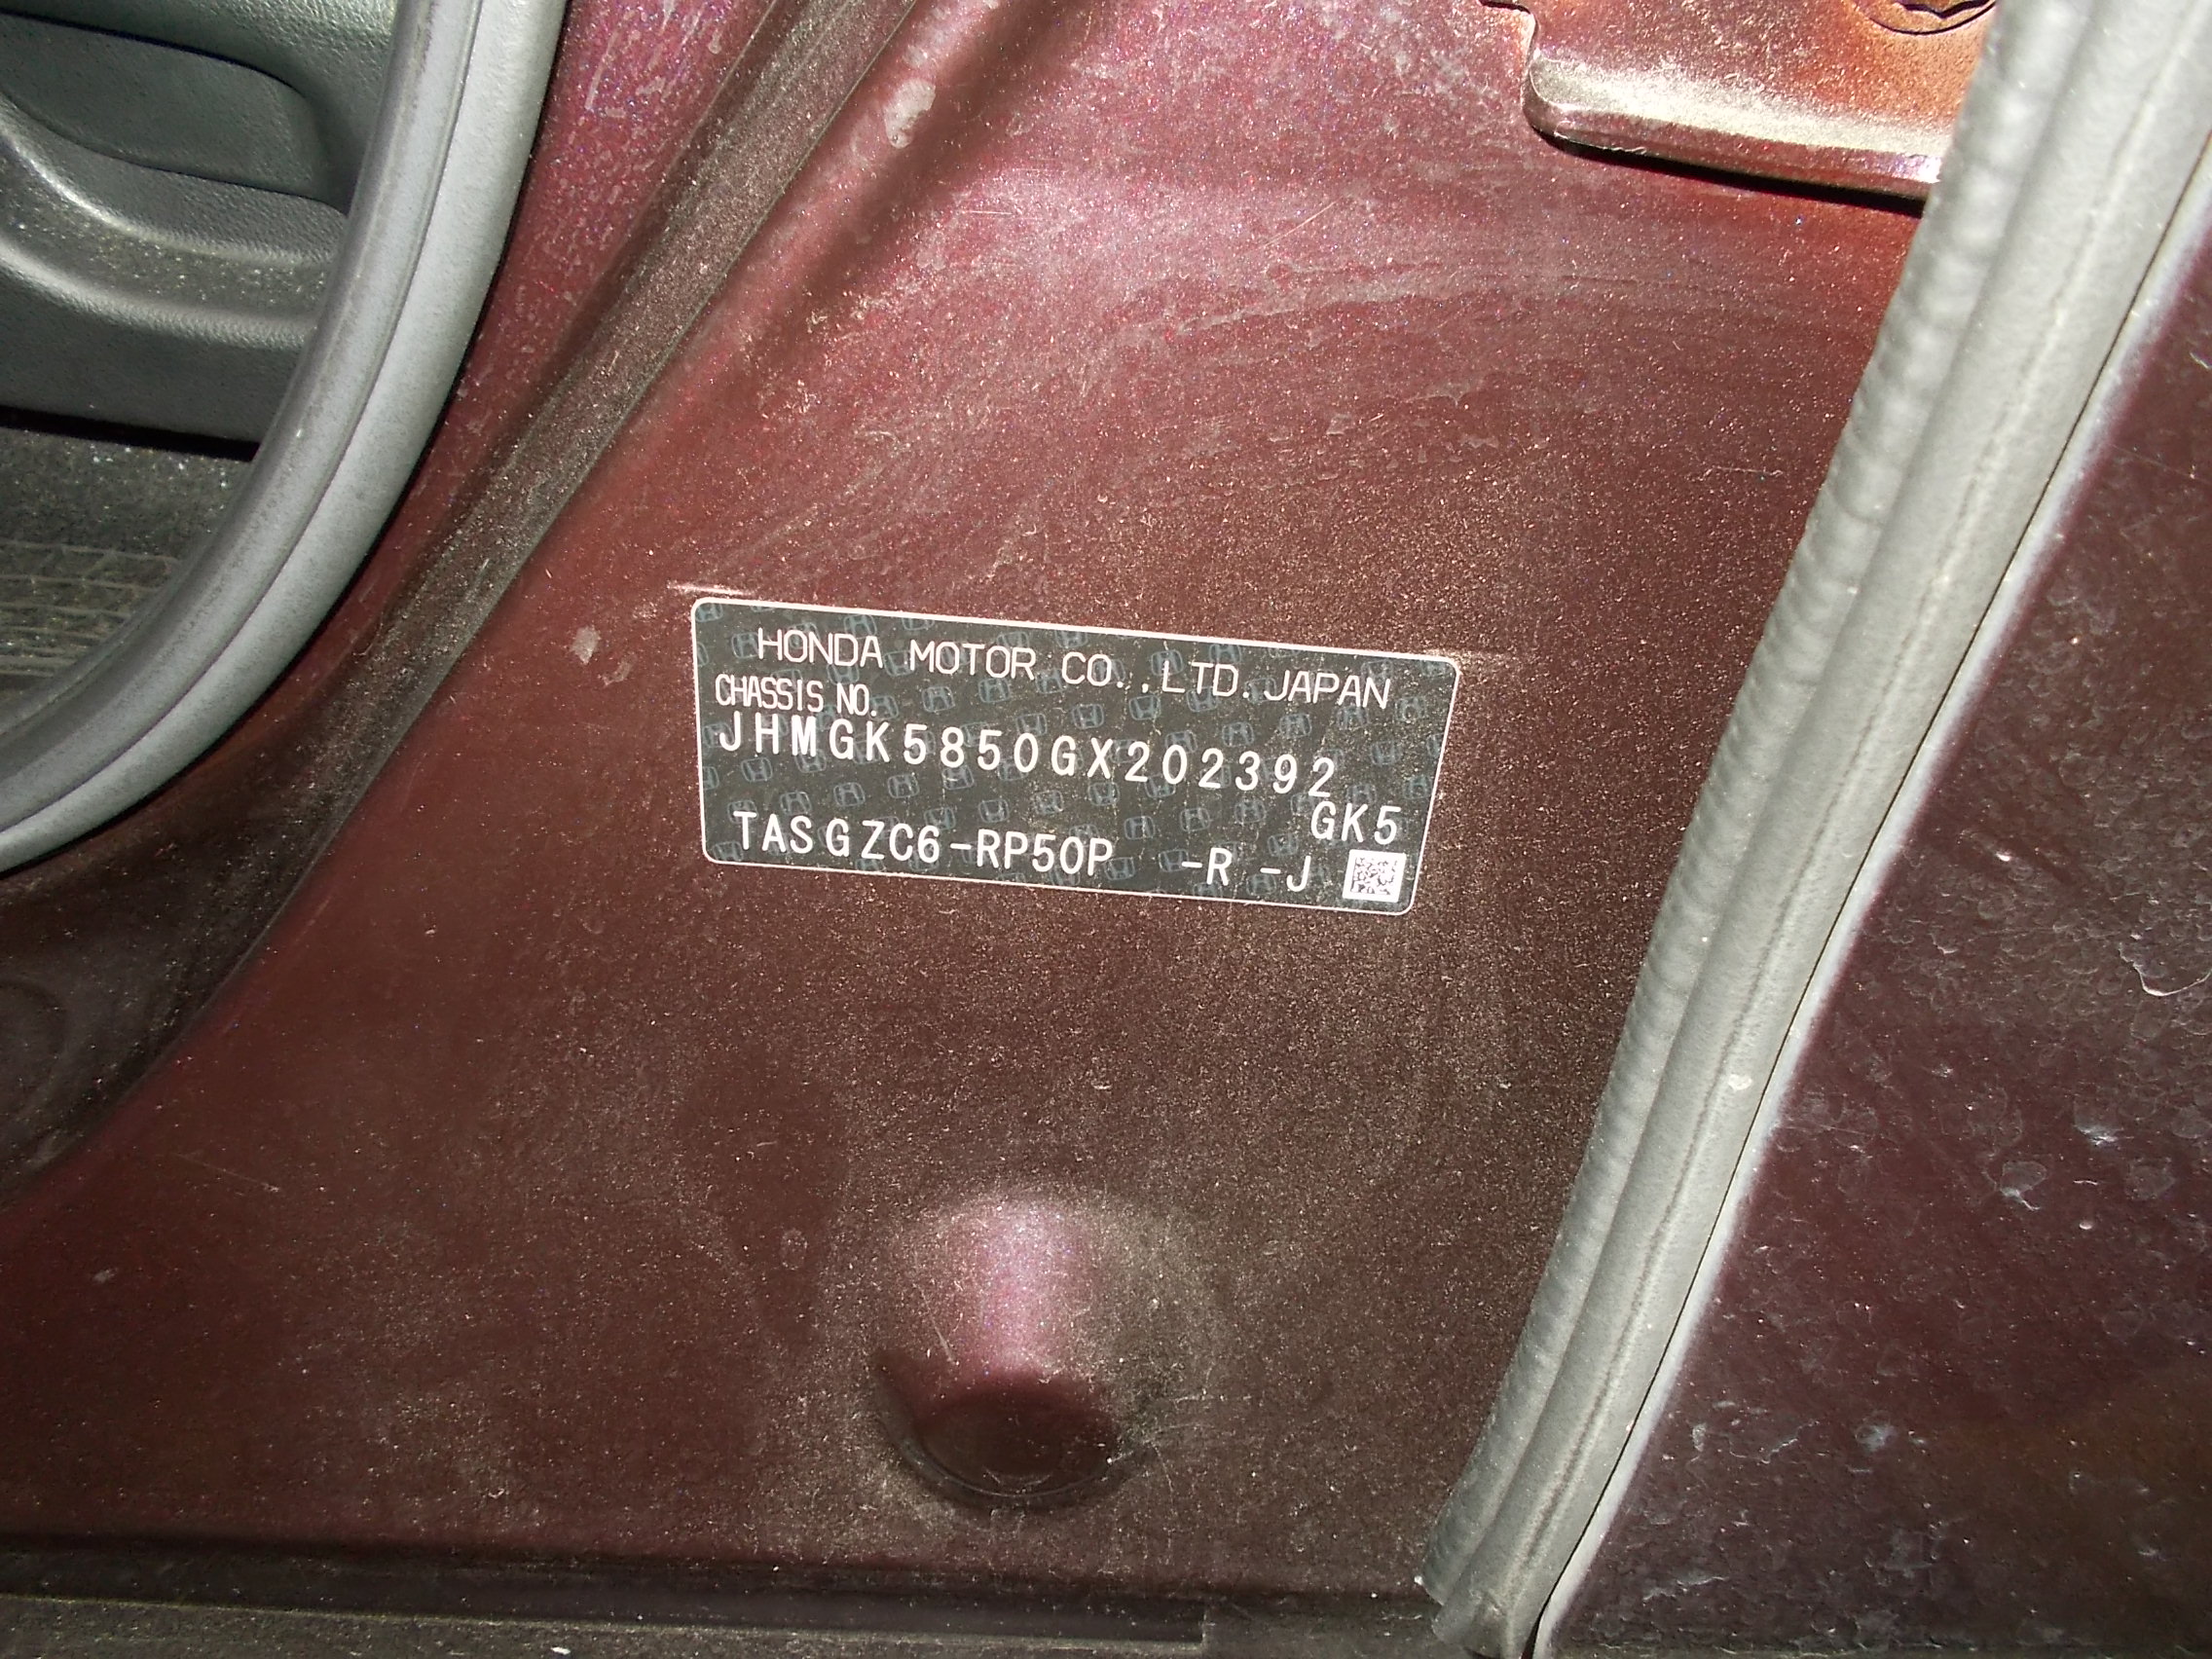 HONDA MOTOR CO.,LTD. JAPAN
CHASSIS NO.
JHMGK5850GX202392
GK5
TASGZC6-RP50P -R -J